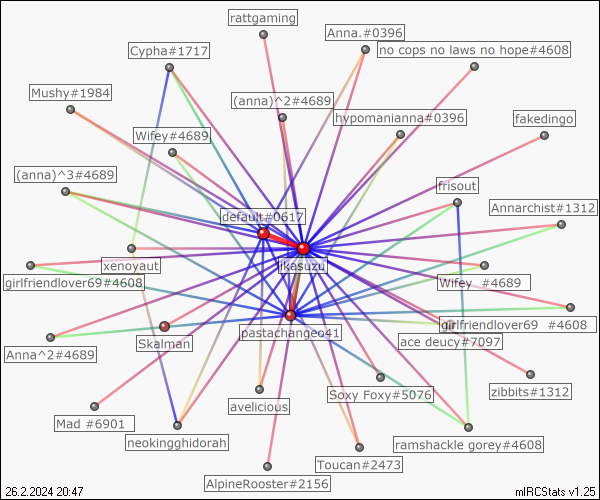 rattgaming
Anna.#0396
Cypha#1717
no cops no laws no hope#4608
Mushy#1984
(anna)^2#4689
hypomanianna#0396
fakedingo
Wifey#4689
(anna)^3#4689
frisout
Annarchist#1312
default#0617
xenoyaut
ikasuzu
girlfriendlover69#4608
Wifey  #4689
pastachangeo41
girlfriendlover69  #4608
Skalman
ace deucy#7097
Anna^2#4689
Soxy Foxy#5076
zibbits#1312
avelicious
Mad #6901
neokingghidorah
ramshackle gorey#4608
Toucan#2473
AlpineRooster#2156
26.2.2024 20:47
mIRCStats v1.25